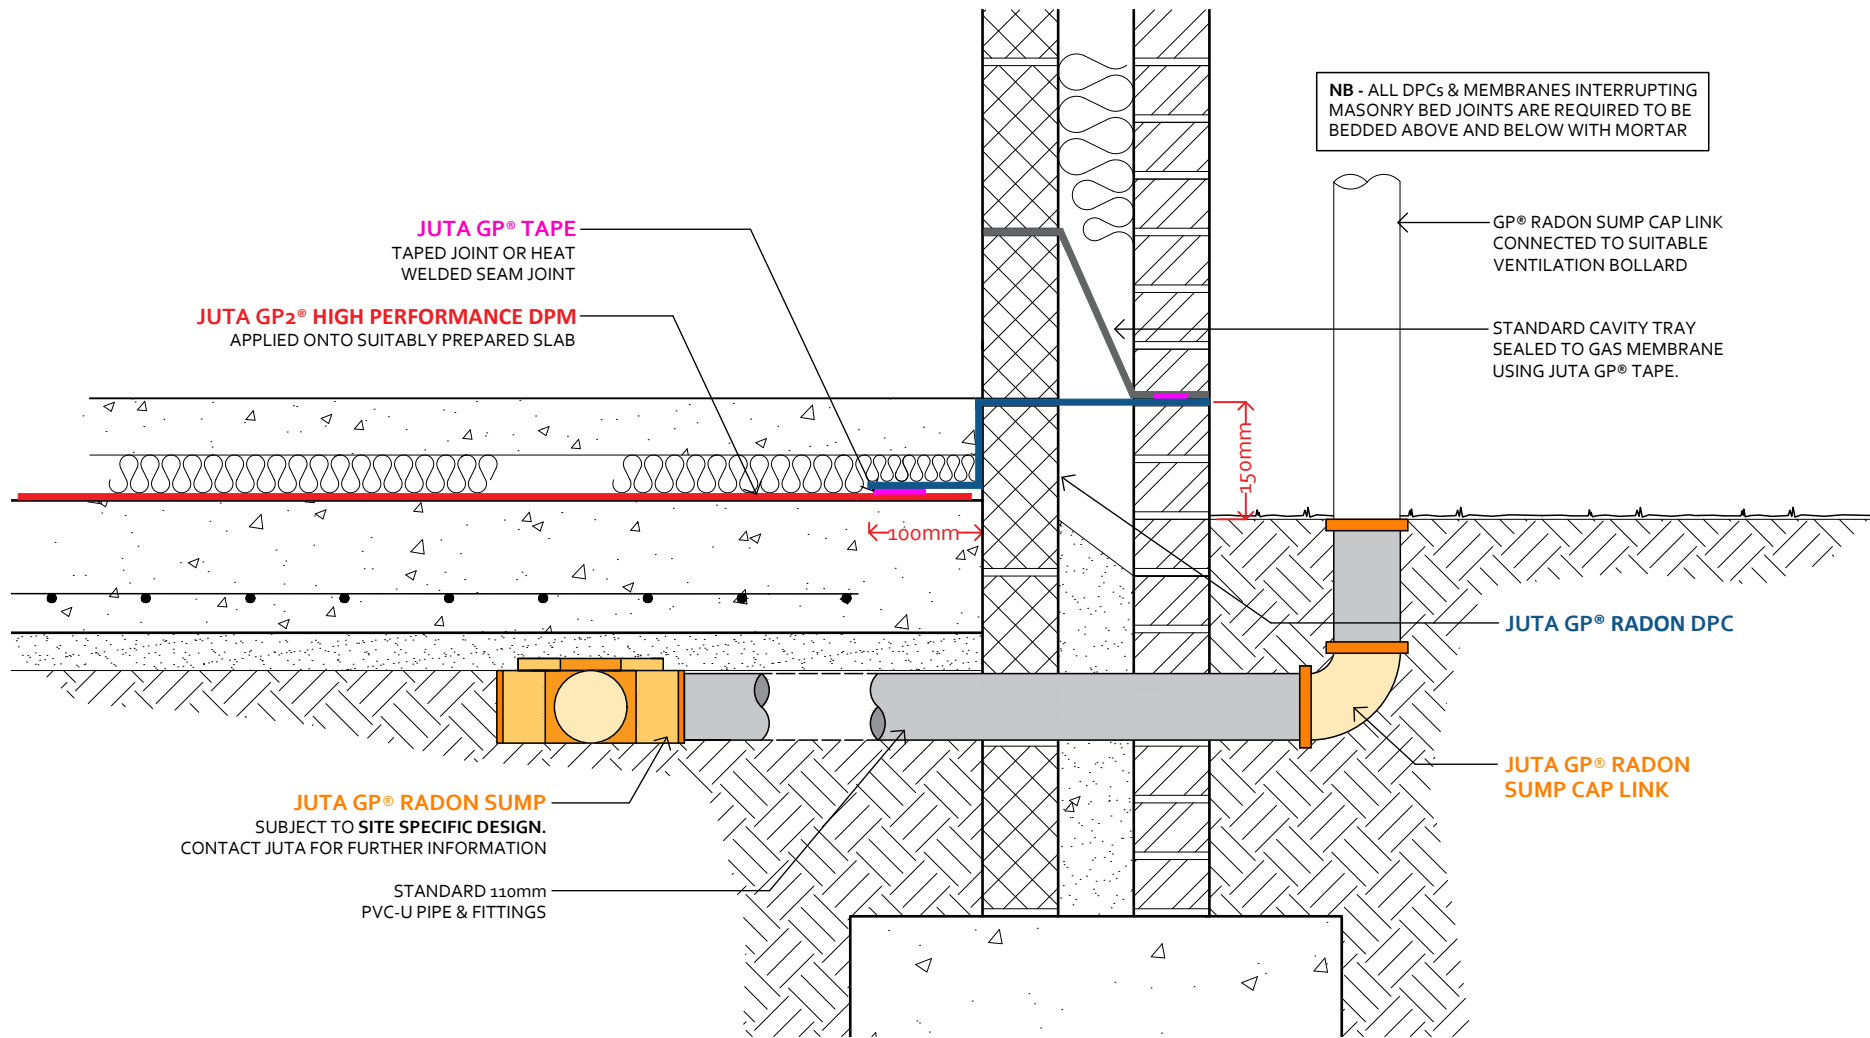 NB - ALL DPCs & MEMBRANES INTERRUPTING
MASONRY BED JOINTS ARE REQUIRED TO BE
BEDDED ABOVE AND BELOW WITH MORTAR
JUTA GP® TAPE
TAPED JOINT OR HEAT
WELDED SEAM JOINT
JUTA GP2® HIGH PERFORMANCE DPM
APPLIED ONTO SUITABLY PREPARED SLAB
GP® RADON SUMP CAP LINK
CONNECTED TO SUITABLE
VENTILATION BOLLARD
STANDARD CAVITY TRAY
SEALED TO GAS MEMBRANE
USING JUTA GP® TAPE.
150mm
100mm
JUTA GP® RADON DPC
JUTA GP® RADON
SUMP CAP LINK
JUTA GP® RADON SUMP
SUBJECT TO SITE SPECIFIC DESIGN.
CONTACT JUTA FOR FURTHER INFORMATION
STANDARD 110mm
PVC-U PIPE & FITTINGS